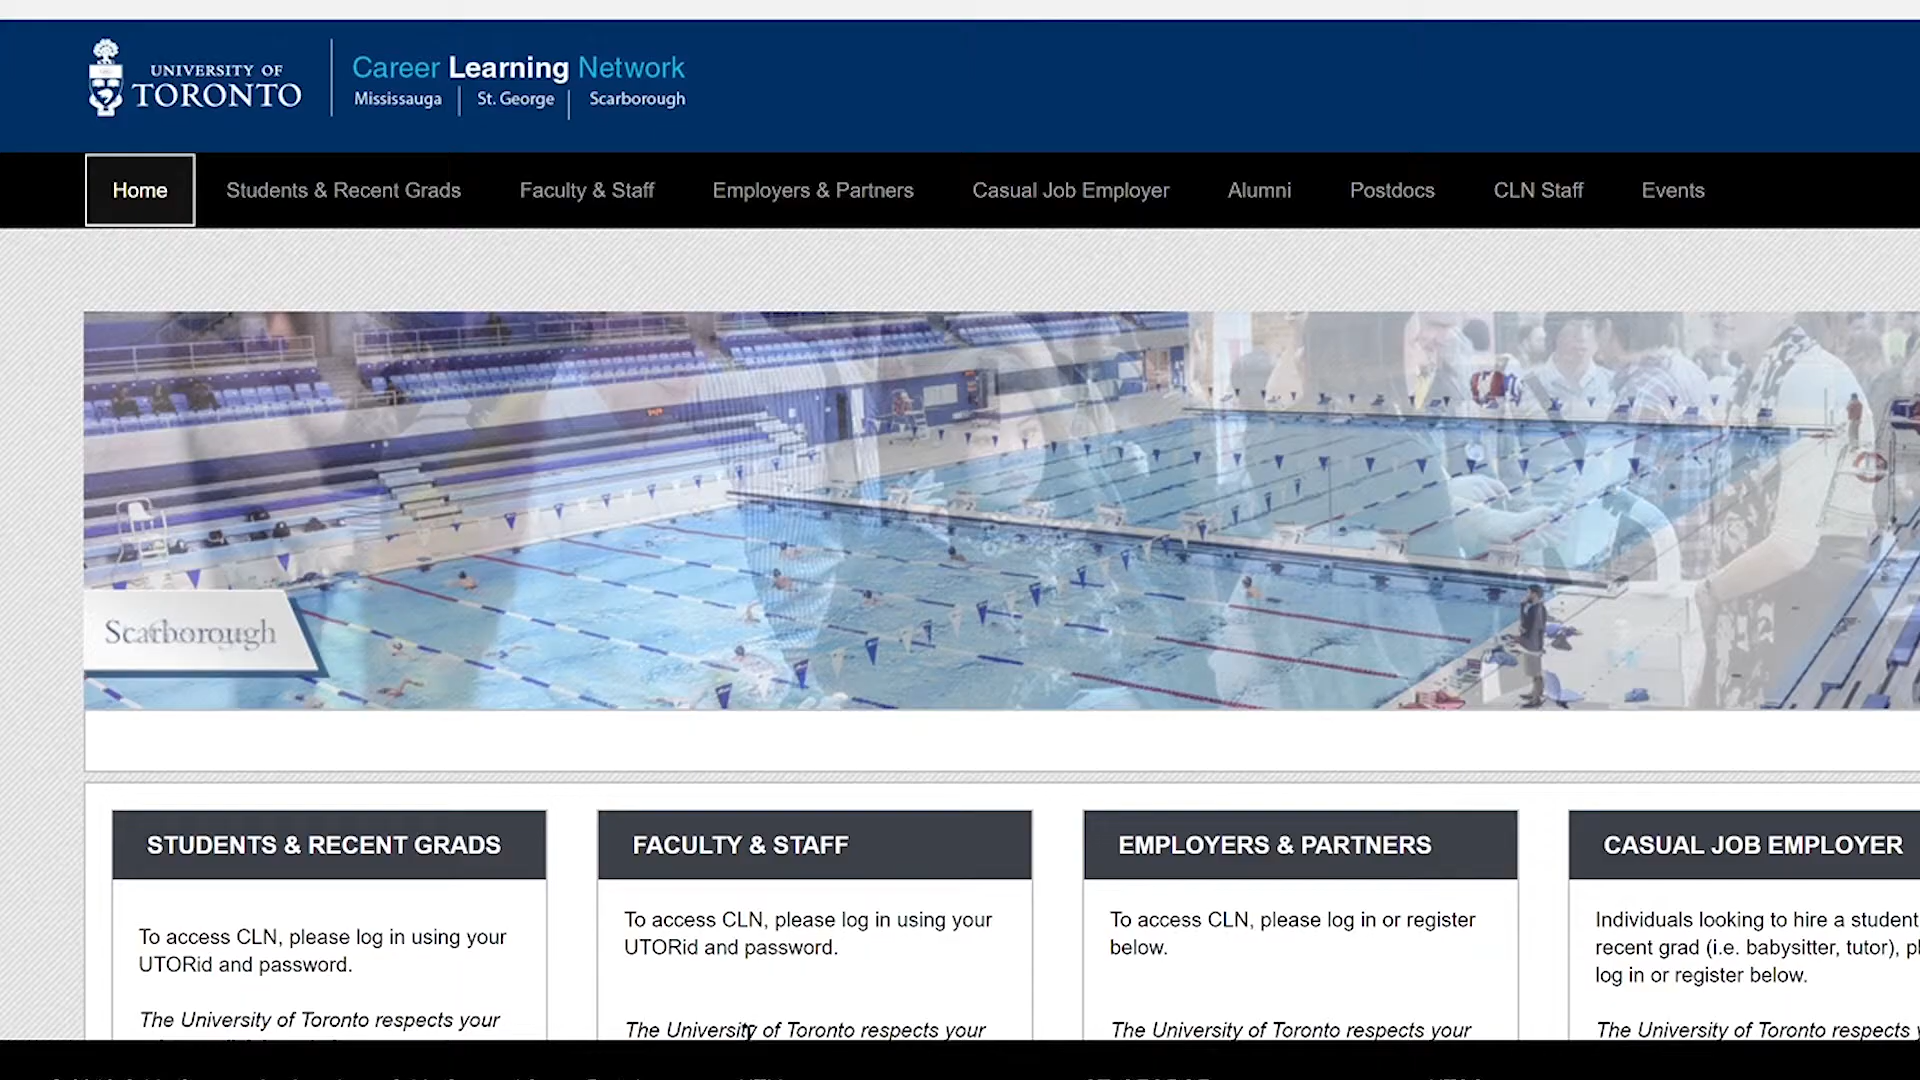 UNIVERSITY OF
TORONTO
Career Learning Network
Mississauga St. George Scarborough
Home Students & Recent Grads Faculty & Staff Employers & Partners Casual Job Employer Alumni Postdocs CLN Staff Events
Scarborough
STUDENTS & RECENT GRADS
To access CLN, please log in using your
UTORid and password.
The University of Toronto respects your
FACULTY & STAFF
To access CLN, please log in using your
UTORid and password.
The University of Toronto respects your
EMPLOYERS & PARTNERS
To access CLN, please log in or register
below.
The University of Toronto respects your
CASUAL JOB EMPLOYER
Individuals looking to hire a student
recent grad (i.e. babysitter, tutor), pl
log in or register below.
The University of Toronto respects y